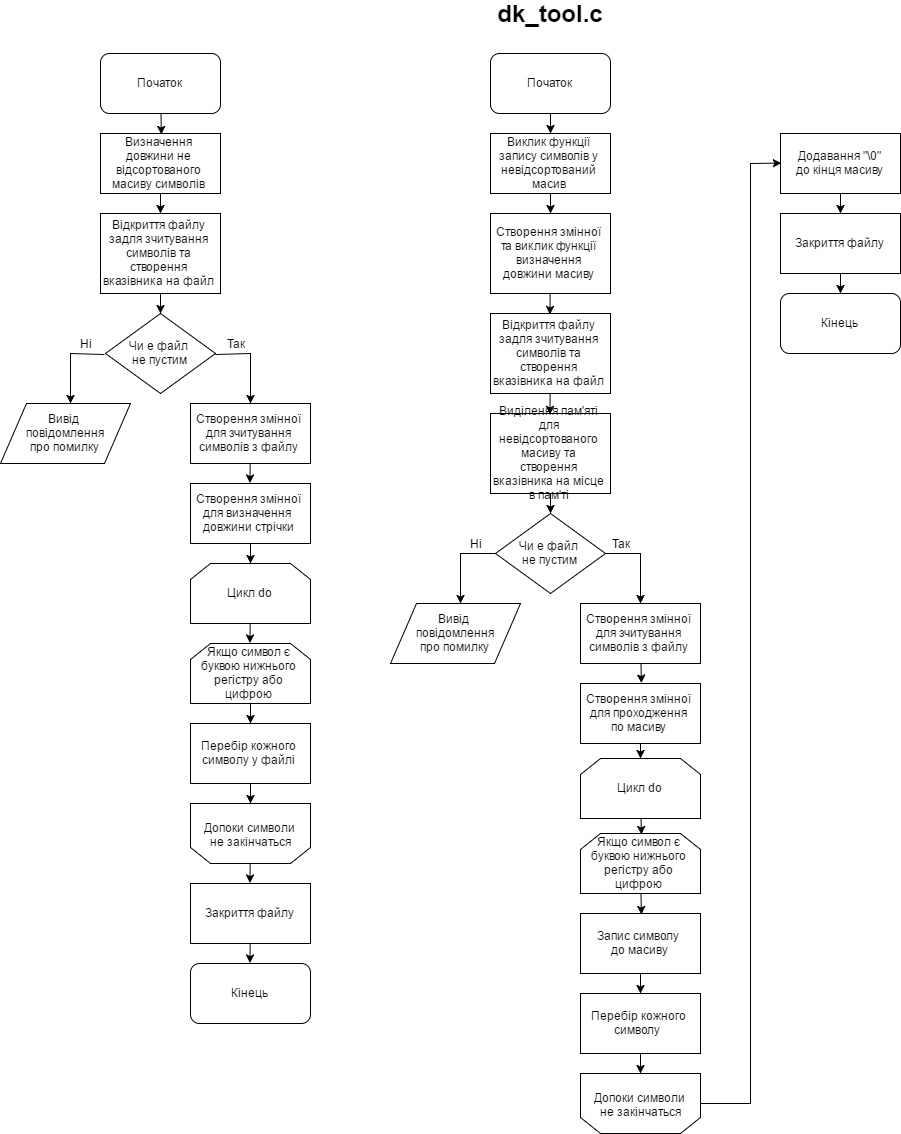 dk_tool.c
Початок
Визначення
довжини не
відсортованого
масиву символів
Відкриття файлу
задля зчитування
символів та
створення
вказівника на файл
Чи е файл
не пустим
Ні
Так
Вивід
повідомлення
про помилку
Створення змінної
для зчитування
символів з файлу
Створення змінної
для визначення
довжини стрічки
Цикл do
Якщо символ є
буквою нижнього
регістру або
цифрою
Перебір кожного
символу у файлі
Допоки символи
не закінчаться
Закриття файлу
Кінець
Початок
Виклик функції
запису символів у
невідсортований
масив
Створення змінної
та виклик функції
визначення
довжини масиву
Відкриття файлу
задля зчитування
символів та
створення
вказівника на файл
Виділення пам'яті
для
невідсортованого
масиву та
створення
вказівника на місце
в пам'ті
Чи е файл
не пустим
Ні
Так
Вивід
повідомлення
про помилку
Створення змінної
для зчитування
символів з файлу
Створення змінної
для проходження
по масиву
Цикл do
Якщо символ є
буквою нижнього
регістру або
цифрою
Запис символу
до масиву
Перебір кожного
символу
Допоки символи
не закінчаться
Додавання "\0"
до кінця масиву
Закриття файлу
Кінець